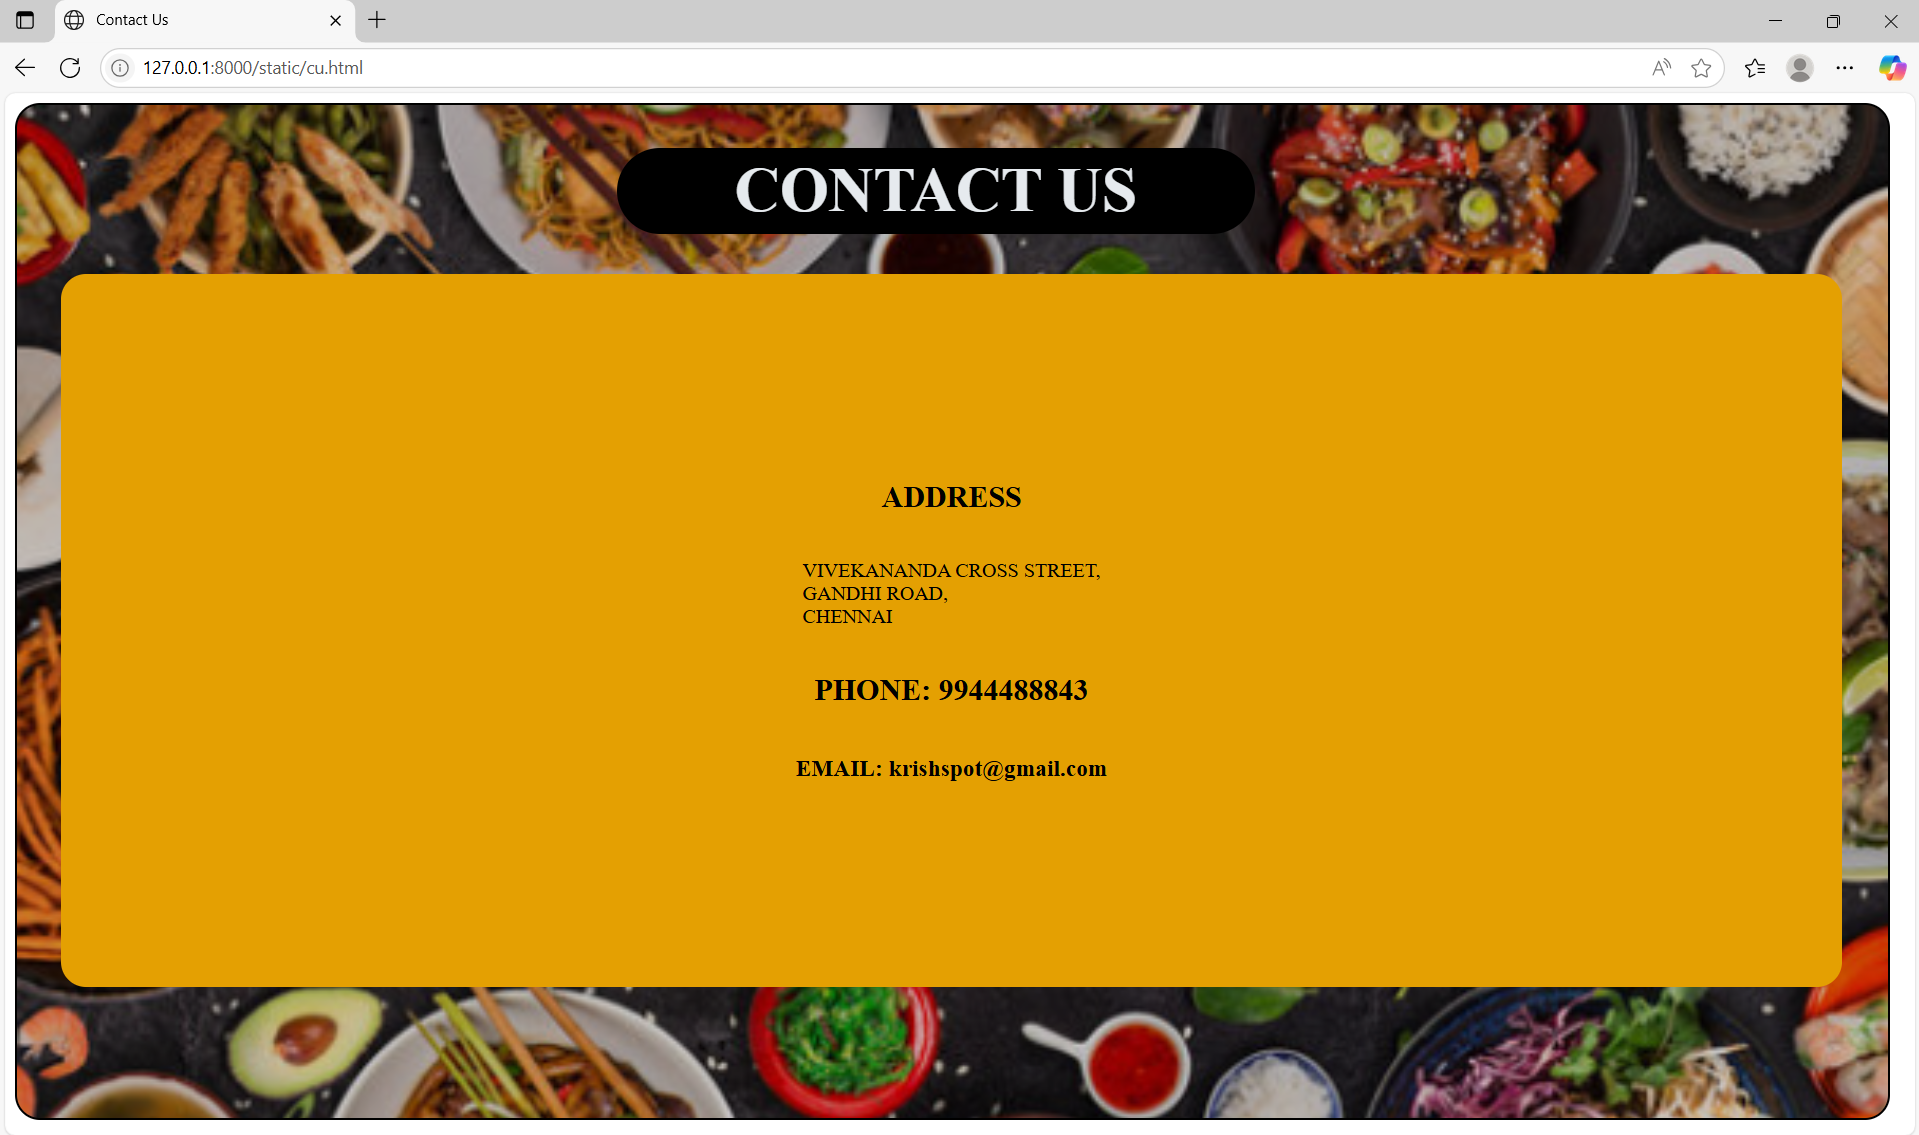 Contact Us
127.0.0.1:8000/static/cu.html
CONTACT US
ADDRESS
VIVEKANANDA CROSS STREET,
GANDHI ROAD,
CHENNAI
PHONE: 9944488843
EMAIL: krishspot@gmail.com